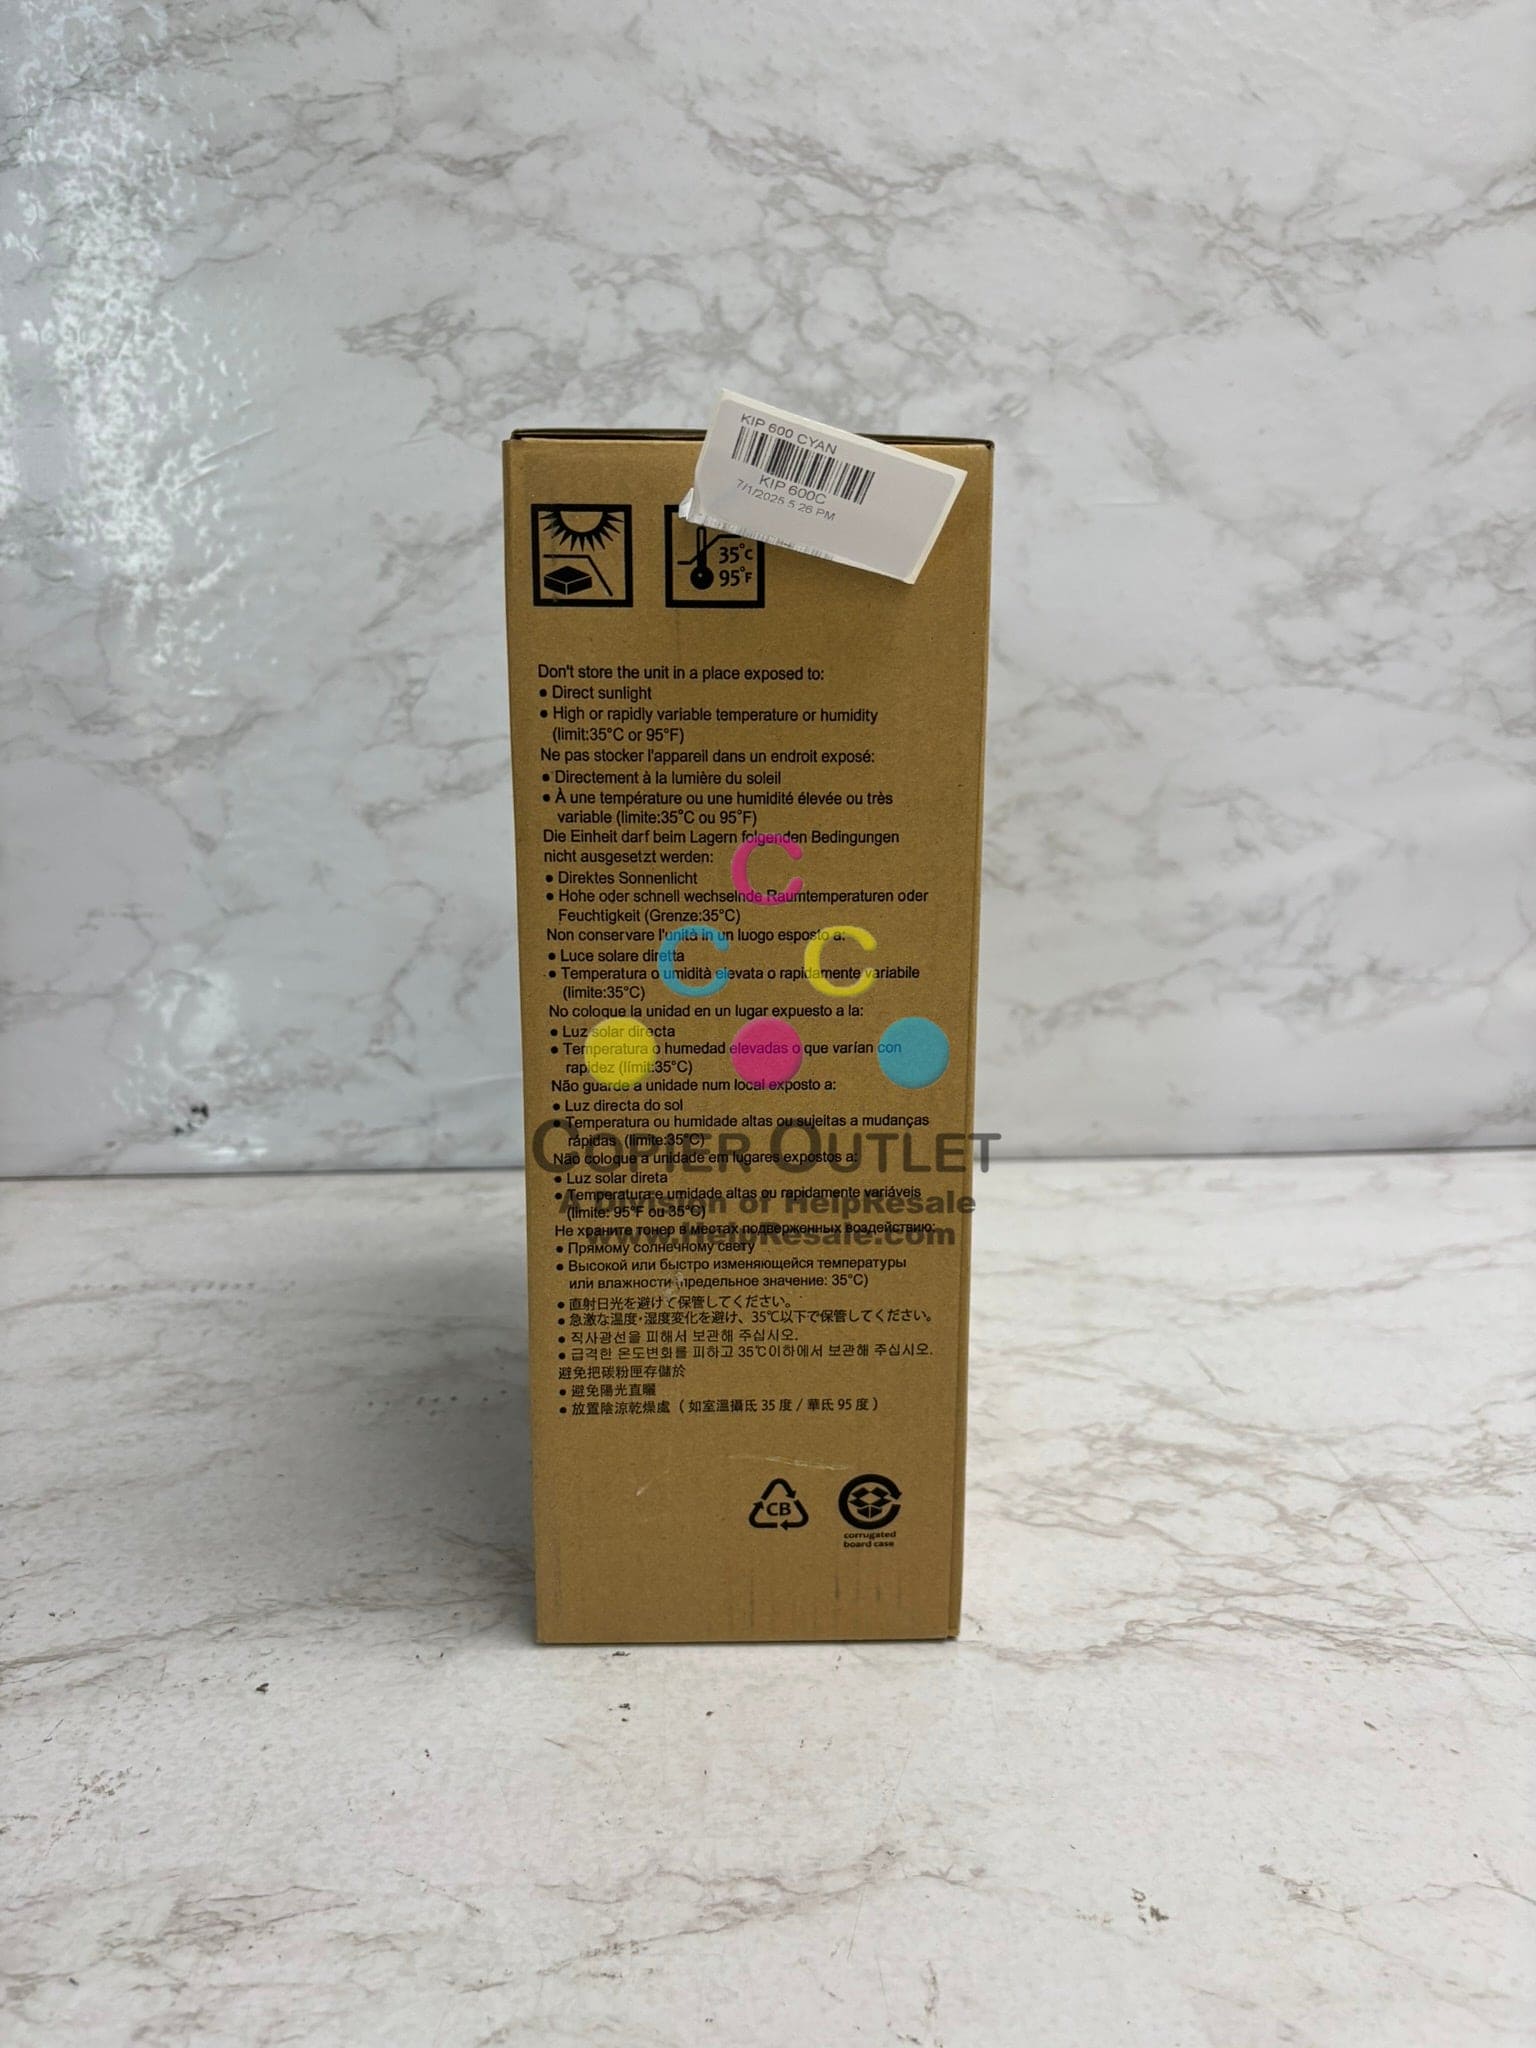 KIP 600 CYAN
KIP 600C
7/1/2025 5:26 PM
35°C
95°F
Don't store the unit in a place exposed to:
● Direct sunlight
● High or rapidly variable temperature or humidity
(limit:35°C or 95°F)
Ne pas stocker l'appareil dans un endroit exposé:
● Directement à la lumière du soleil
● À une température ou une humidité élevée ou très
variable (limite:35°C ou 95°F)
Die Einheit darf beim Lagern folgenden Bedingungen
nicht ausgesetzt werden:
● Direktes Sonnenlicht
● Hohe oder schnell wechselnde Raumtemperaturen oder
Feuchtigkeit (Grenze:35°C)
Non conservare l'unità in un luogo esposto a:
● Luce solare diretta
● Temperatura o umidità elevata o rapidamente variabile
(limite:35°C)
No coloque la unidad en un lugar expuesto a la:
● Luz solar directa
● Temperatura o humedad elevadas o que varían con
rapidez (límit:35°C)
Não guarde a unidade num local exposto a:
● Luz directa do sol
● Temperatura ou humidade altas ou sujeitas a mudanças
rápidas (limite:35°C)
Não coloque a unidade em lugares expostos a:
● Luz solar direta
● Temperatura e umidade altas ou rapidamente variáveis
(limite: 95°F ou 35°C)
Не храните тонер в местах подверженных воздействию:
● Прямому солнечному свету
● Высокой или быстро изменяющейся температуры
или влажности (предельное значение: 35°C)
● 直射日光を避けて保管してください。
● 急激な温度・湿度変化を避け、35℃以下で保管してください。
● 직사광선을 피해서 보관해 주십시오.
● 급격한 온도변화를 피하고 35℃이하에서 보관해 주십시오.
避免把碳粉匣存儲於
● 避免陽光直曬
● 放置陰涼乾燥處（如室溫攝氏 35 度 / 華氏 95 度）
CB
corrugated
board case
C
C C
COPIER OUTLET
A Division of HelpResale
www.HelpResale.com